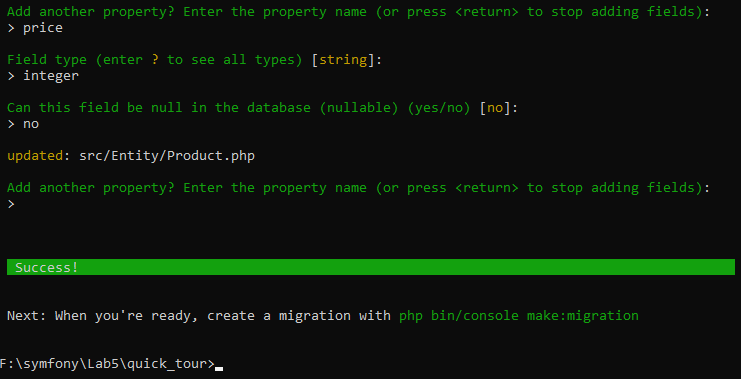 Add another property? Enter the property name (or press <return> to stop adding fields):
> price
Field type (enter ? to see all types) [string]:
> integer
Can this field be null in the database (nullable) (yes/no) [no]:
> no
updated: src/Entity/Product.php
Add another property? Enter the property name (or press <return> to stop adding fields):
>
Success!
Next: When you're ready, create a migration with php bin/console make:migration
F:\symfony\Lab5\quick_tour>